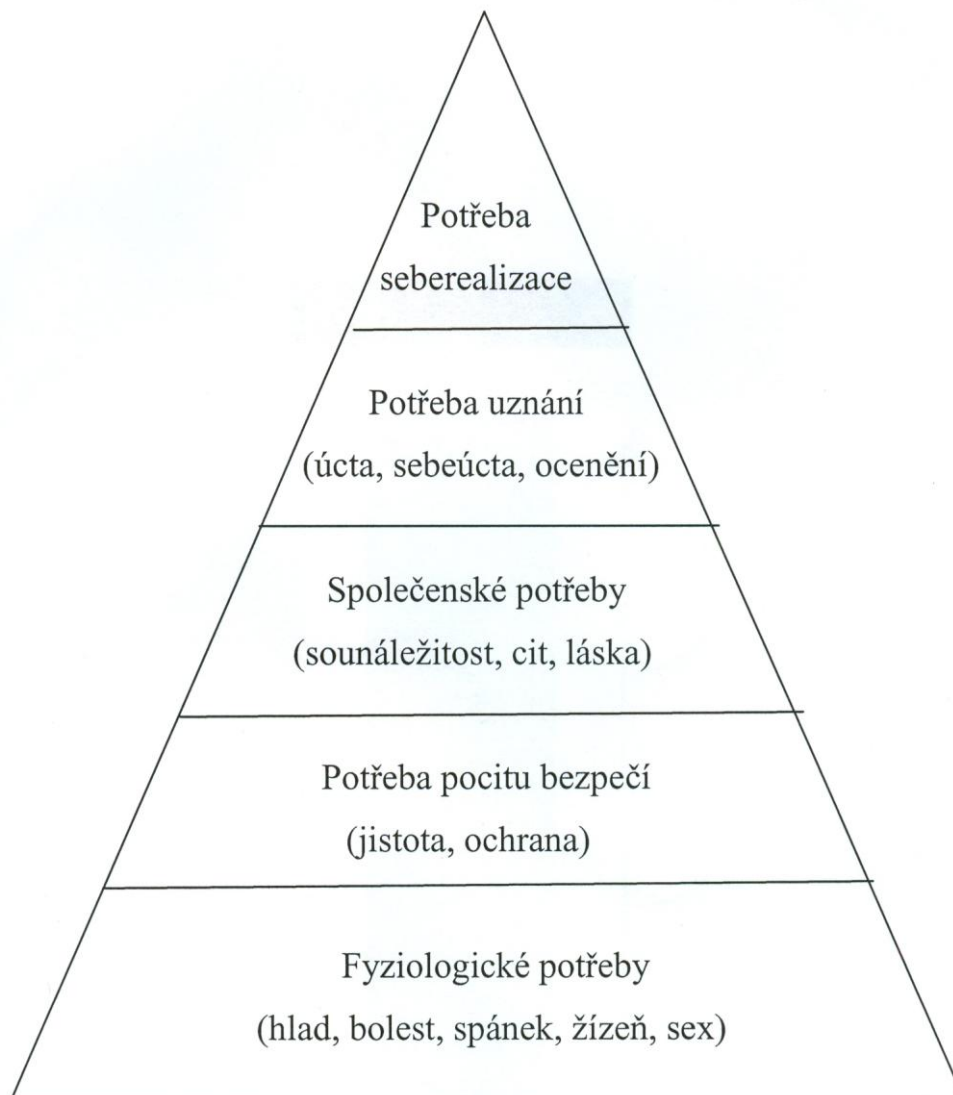 Potřeba
seberealizace
Potřeba uznání
(úcta, sebeúcta, ocenění)
Společenské potřeby
(sounáležitost, cit, láska)
Potřeba pocitu bezpečí
(jistota, ochrana)
Fyziologické potřeby
(hlad, bolest, spánek, žízeň, sex)